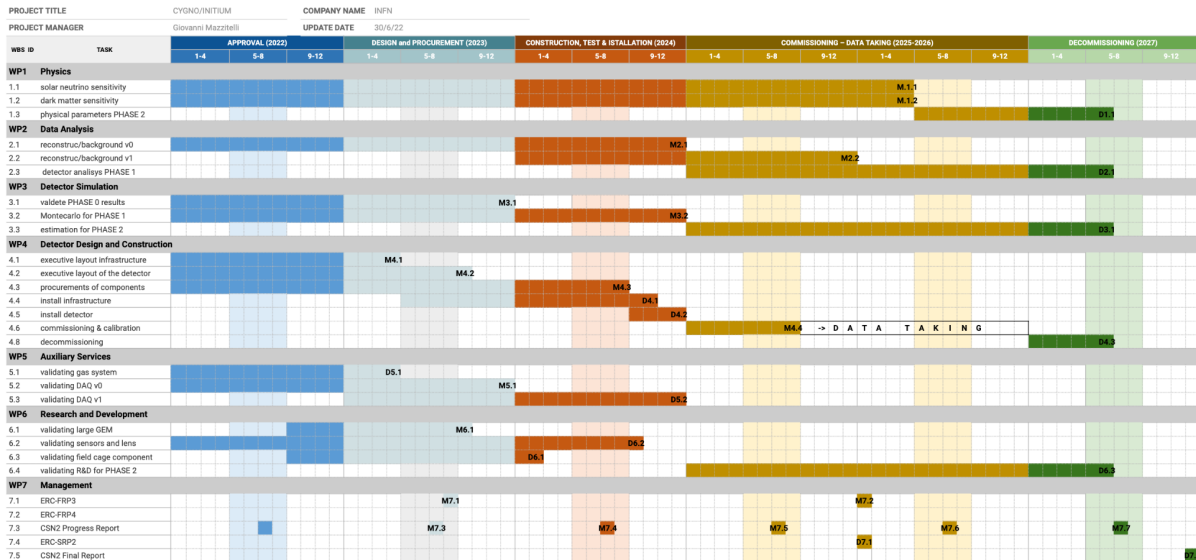 PROJECT TITLE CYGNO/INITIUM COMPANY NAME INFN
PROJECT MANAGER Giovanni Mazzitelli UPDATE DATE 30/6/22
WBS ID TASK APPROVAL (2022) DESIGN and PROCUREMENT (2023) CONSTRUCTION, TEST & ISTALLATION (2024) COMMISSIONING – DATA TAKING (2025-2026) DECOMMISSIONING (2027)
1-4 5-8 9-12 1-4 5-8 9-12 1-4 5-8 9-12 1-4 5-8 9-12 1-4 5-8 9-12 1-4 5-8 9-12
WP1 Physics
1.1 solar neutrino sensitivity M.1.1
1.2 dark matter sensitivity M.1.2
1.3 physical parameters PHASE 2 D1.1
WP2 Data Analysis
2.1 reconstruc/background v0 M2.1
2.2 reconstruc/background v1 M2.2
2.3 detector analisys PHASE 1 D2.1
WP3 Detector Simulation
3.1 valdete PHASE 0 results M3.1
3.2 Montecarlo for PHASE 1 M3.2
3.3 estimation for PHASE 2 D3.1
WP4 Detector Design and Construction
4.1 executive layout infrastructure M4.1
4.2 executive layout of the detector M4.2
4.3 procurements of components M4.3
4.4 install infrastructure D4.1
4.5 install detector D4.2
4.6 commissioning & calibration M4.4 -> D A T A T A K I N G
4.8 decommissioning D4.3
WP5 Auxiliary Services
5.1 validating gas system D5.1
5.2 validating DAQ v0 M5.1
5.3 validating DAQ v1 D5.2
WP6 Research and Development
6.1 validating large GEM M6.1
6.2 validating sensors and lens D6.2
6.3 validating field cage component D6.1
6.4 validating R&D for PHASE 2 D6.3
WP7 Management
7.1 ERC-FRP3 M7.1 M7.2
7.2 ERC-FRP4
7.3 CSN2 Progress Report M7.3 M7.4 M7.5 M7.6 M7.7
7.4 ERC-SRP2 D7.1
7.5 CSN2 Final Report